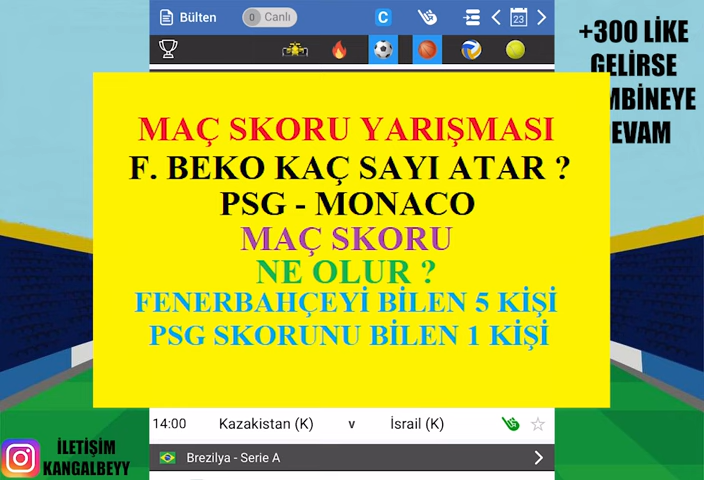 Bülten
0 Canlı
C
23
+300 LİKE
GELİRSE
DEVAM
MAÇ SKORU YARIŞMASI
F. BEKO KAÇ SAYI ATAR ?
PSG - MONACO
MAÇ SKORU
NE OLUR ?
FENERBAHÇEYİ BİLEN 5 KİŞİ
PSG SKORUNU BİLEN 1 KİŞİ
14:00 Kazakistan (K) v İsrail (K)
Brezilya - Serie A
İLETİŞİM
KANGALBEYY